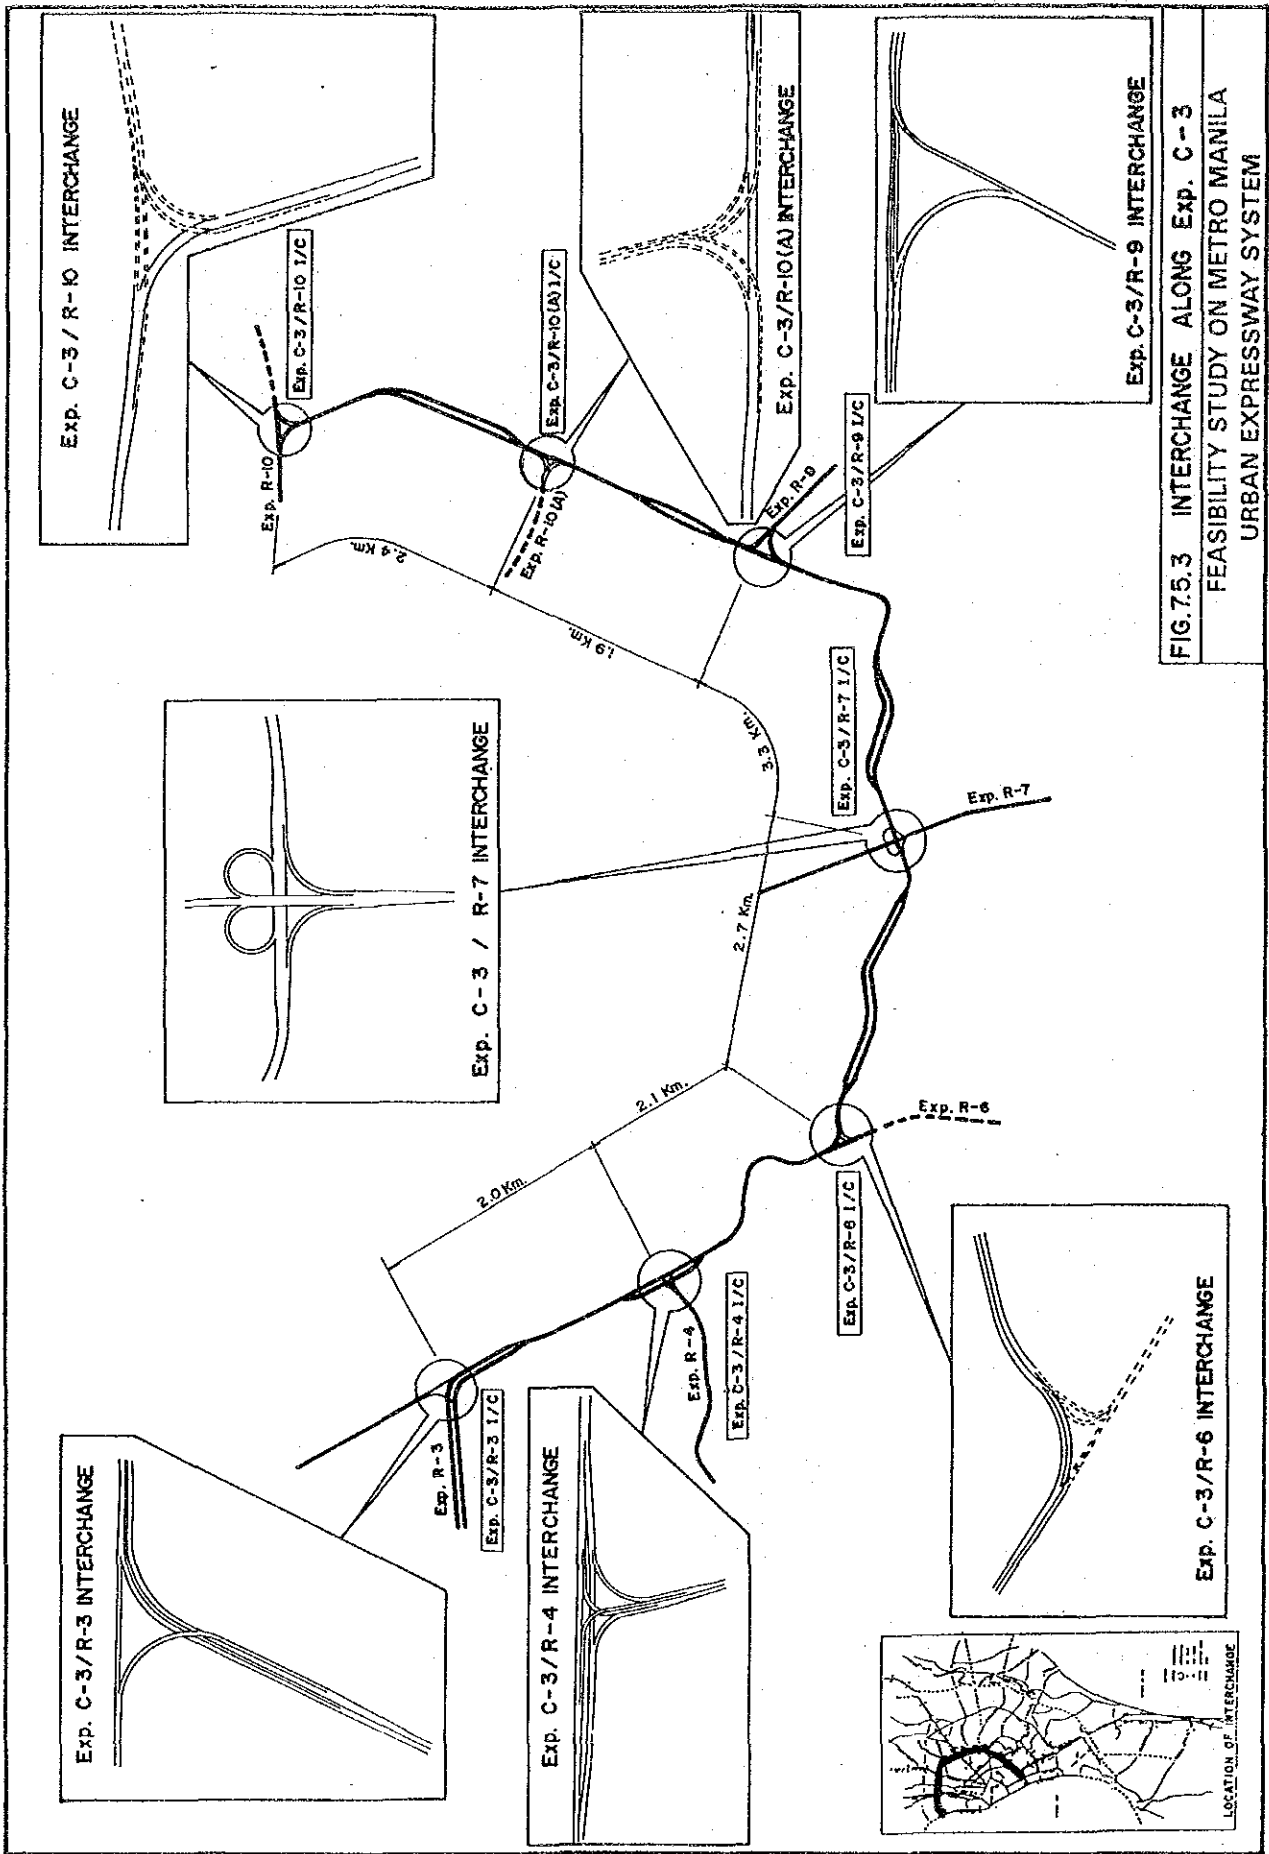 Exp. C-3/R-3 INTERCHANGE
Exp. C-3 / R-7 INTERCHANGE
Exp. C-3 / R-10 INTERCHANGE
Exp. R-3
Exp. C-3/R-3 I/C
2.0 Km.
2.1 Km.
2.7 Km.
3.3 Km.
1.9 Km.
2.4 Km.
Exp. R-10
Exp. C-3/R-10 I/C
Exp. R-10(A)
Exp. C-3/R-10(A) I/C
Exp. C-3/R-4 INTERCHANGE
Exp. R-4
Exp. C-3/R-4 I/C
Exp. C-3/R-10(A) INTERCHANGE
Exp. R-9
Exp. C-3/R-9 I/C
Exp. C-3/R-6 I/C
Exp. R-6
Exp. C-3/R-7 I/C
Exp. R-7
Exp. C-3/R-6 INTERCHANGE
Exp. C-3/R-9 INTERCHANGE
LOCATION OF INTERCHANGE
FIG. 7.5.3 INTERCHANGE ALONG Exp. C-3
FEASIBILITY STUDY ON METRO MANILA
URBAN EXPRESSWAY SYSTEM